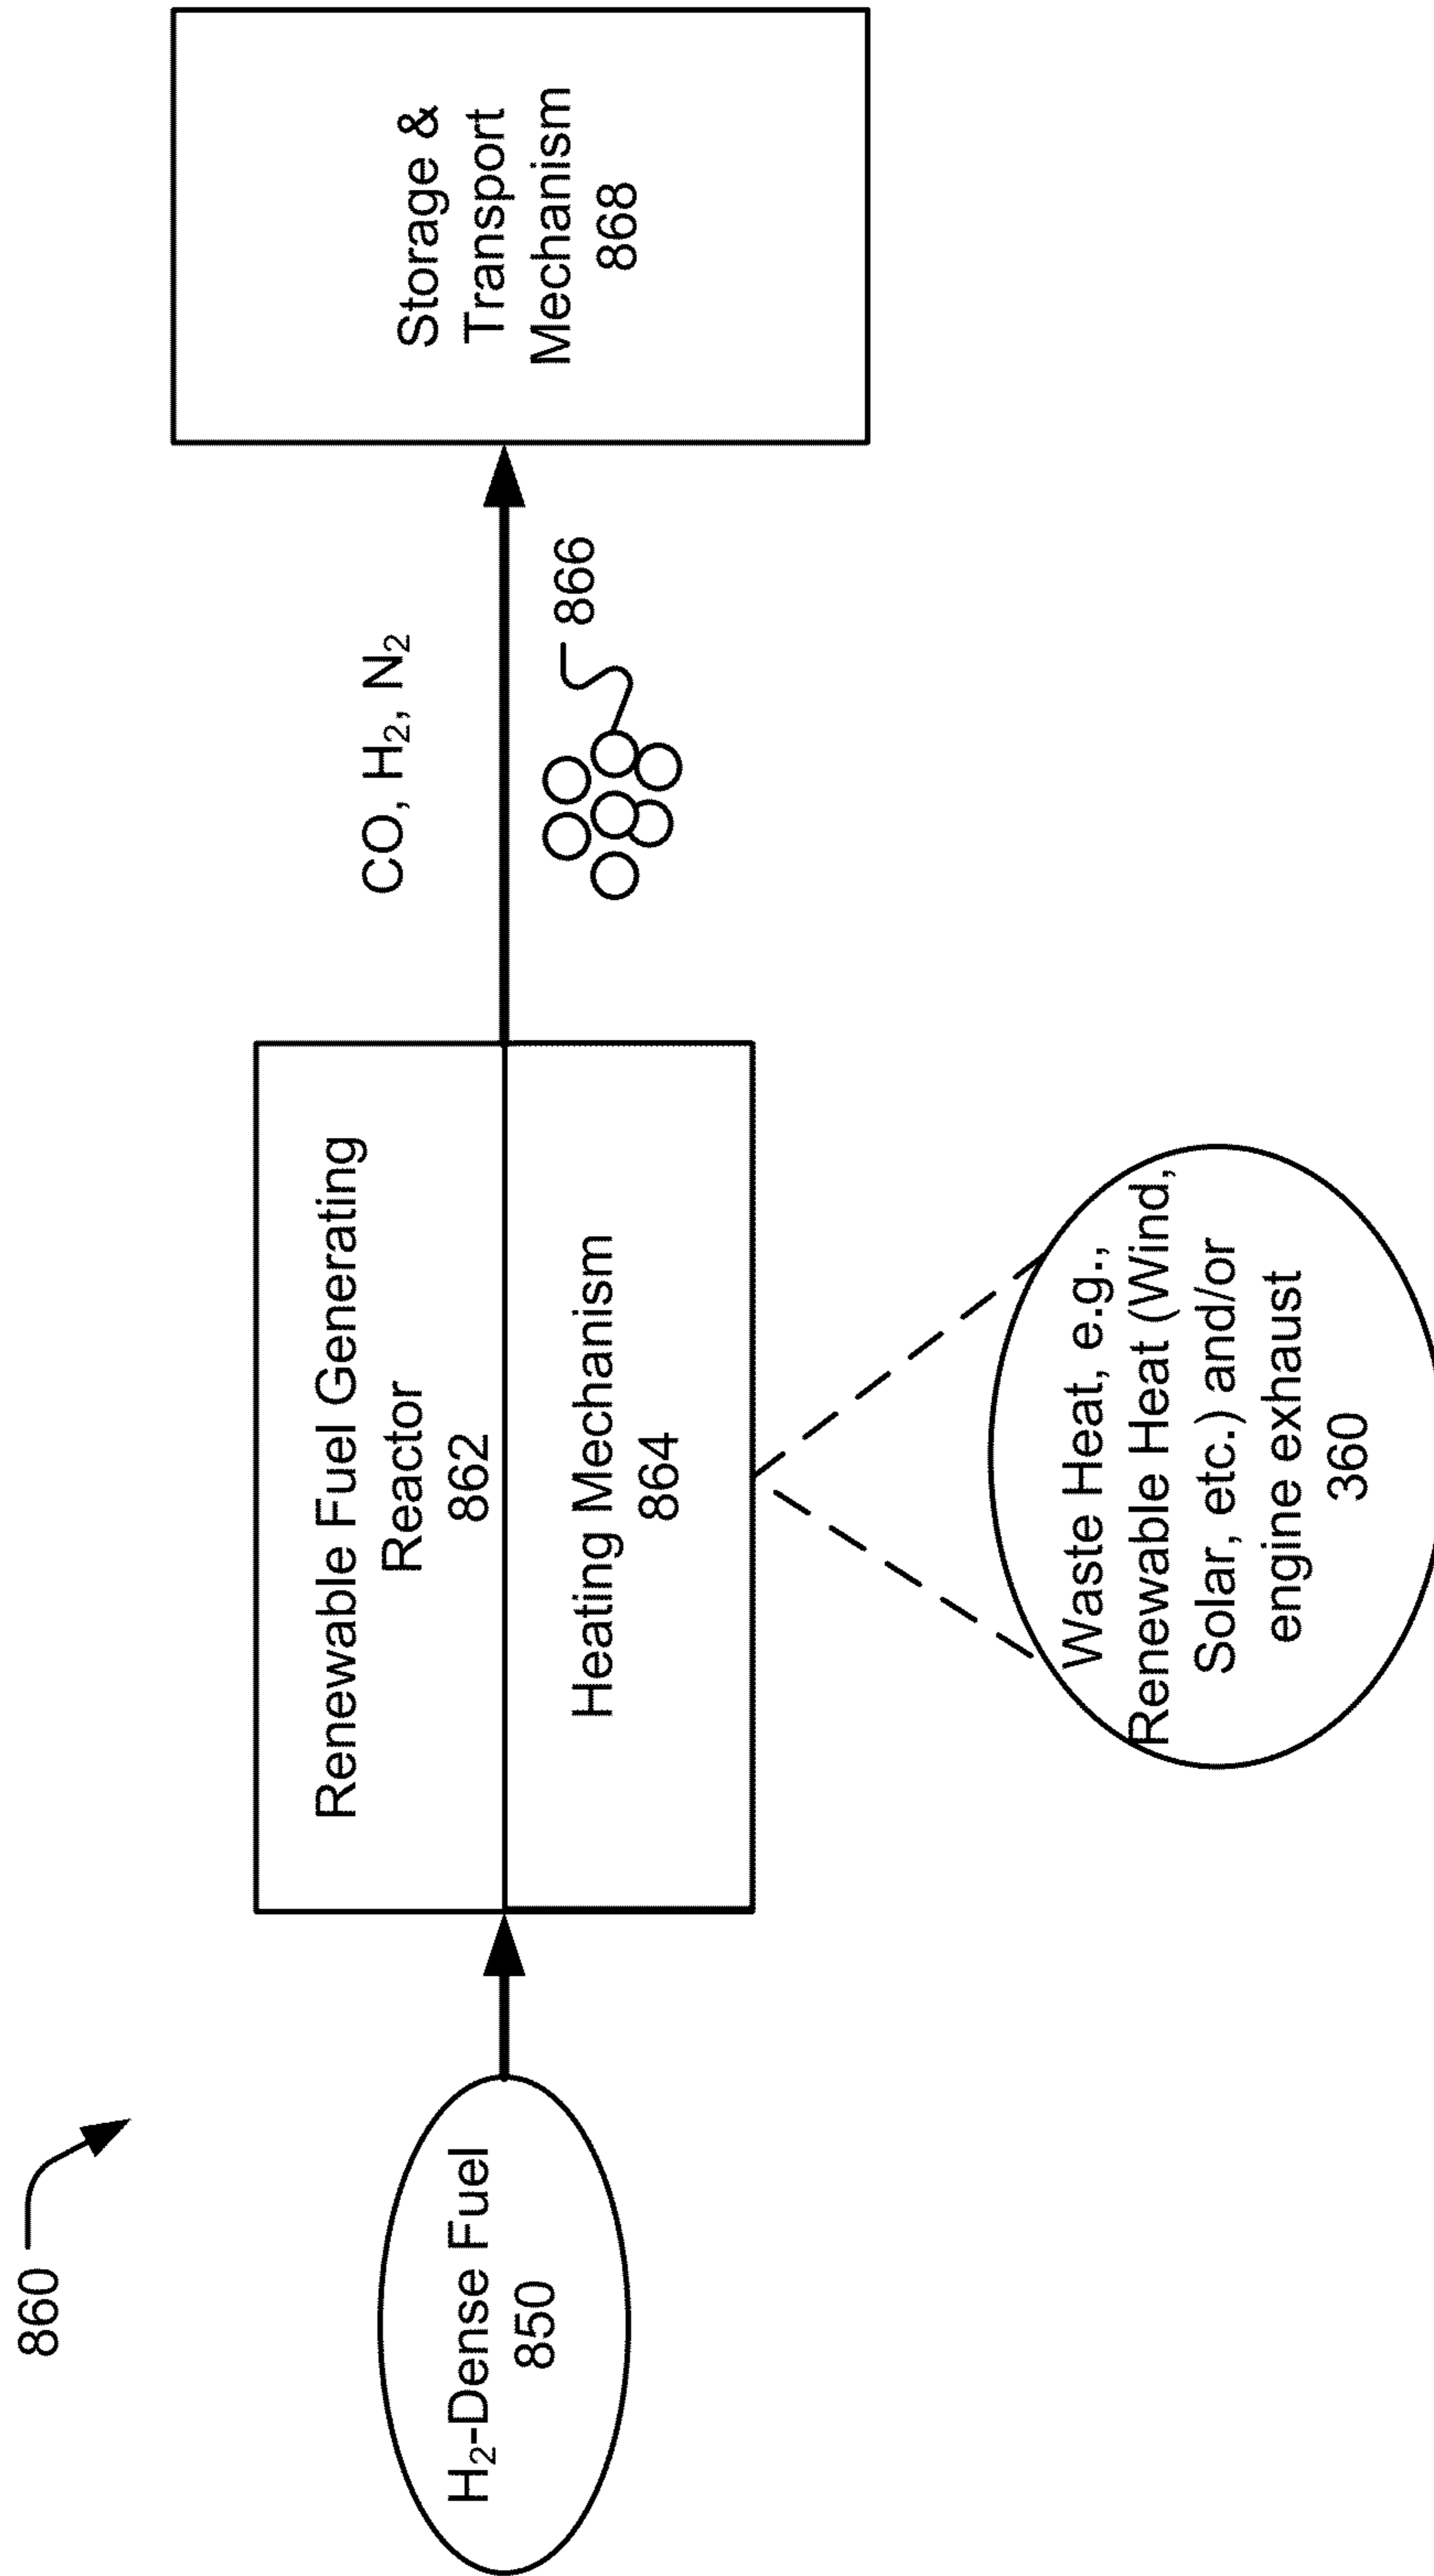 860
H₂-Dense Fuel
850
Renewable Fuel Generating
Reactor
862
Heating Mechanism
864
Waste Heat, e.g.,
Renewable Heat (Wind,
Solar, etc.) and/or
engine exhaust
360
CO, H₂, N₂
866
Storage &
Transport
Mechanism
868